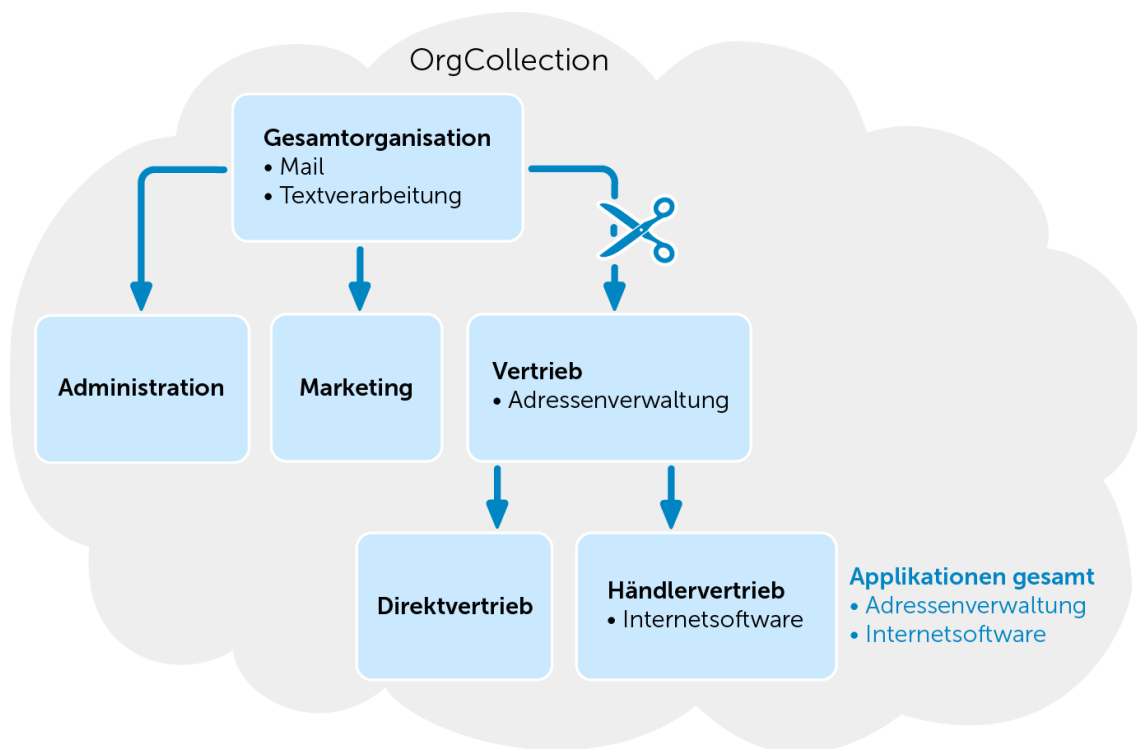 OrgCollection
Gesamtorganisation
• Mail
• Textverarbeitung
Administration
Marketing
Vertrieb
• Adressenverwaltung
Direktvertrieb
Händlervertrieb
• Internetsoftware
Applikationen gesamt
• Adressenverwaltung
• Internetsoftware